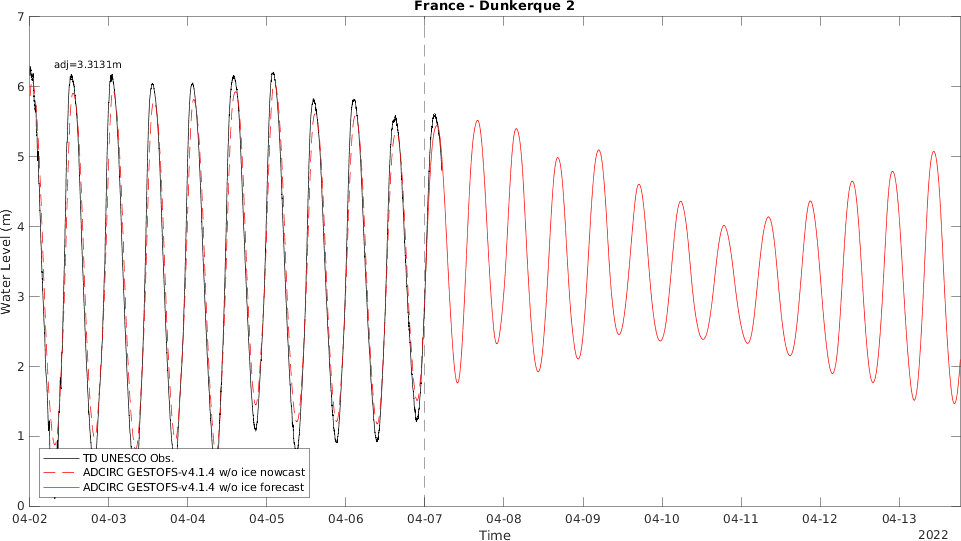 France - Dunkerque 2
7
adj=3.3131m
6
5
4
3
2
1
0
Water Level (m)
TD UNESCO Obs.
ADCIRC GESTOFS-v4.1.4 w/o ice nowcast
ADCIRC GESTOFS-v4.1.4 w/o ice forecast
04-02 04-03 04-04 04-05 04-06 04-07 04-08 04-09 04-10 04-11 04-12 04-13
Time
2022